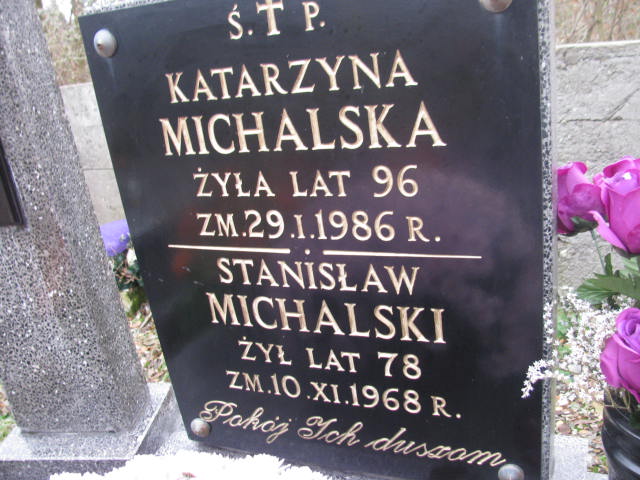 Ś. † P.
KATARZYNA
MICHALSKA
ŻYŁA LAT 96
ZM. 29.I.1986 R.
STANISŁAW
MICHALSKI
ŻYŁ LAT 78
ZM. 10.XI.1968 R.
Pokój Ich duszom